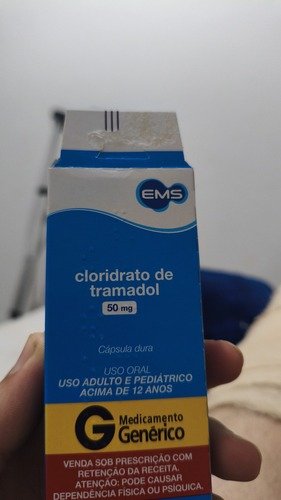 EMS
cloridrato de
tramadol
50 mg
Cápsula dura
USO ORAL
USO ADULTO E PEDIÁTRICO
ACIMA DE 12 ANOS
G Medicamento
Genérico
VENDA SOB PRESCRIÇÃO COM
RETENÇÃO DA RECEITA.
ATENÇÃO: PODE CAUSAR
DEPENDÊNCIA FÍSICA OU PSÍQUICA.